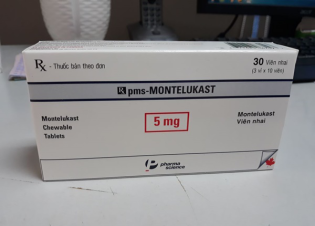 Rx - Thuốc bán theo đơn
30 Viên nhai
(3 vỉ x 10 viên)
Rx pms-MONTELUKAST
Montelukast
Chewable
Tablets
5 mg
Montelukast
Viên nhai
pharma
science